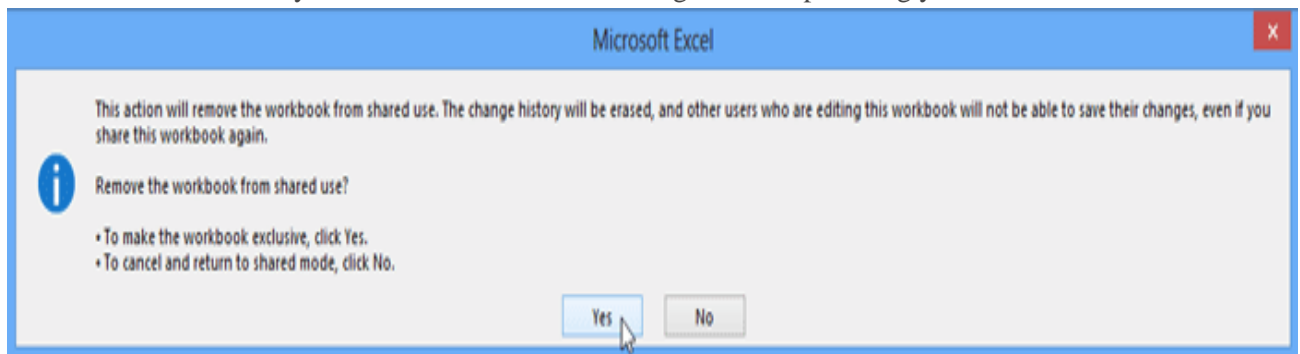 Microsoft Excel
x
This action will remove the workbook from shared use. The change history will be erased, and other users who are editing this workbook will not be able to save their changes, even if you
share this workbook again.
Remove the workbook from shared use?
• To make the workbook exclusive, click Yes.
• To cancel and return to shared mode, click No.
Yes No